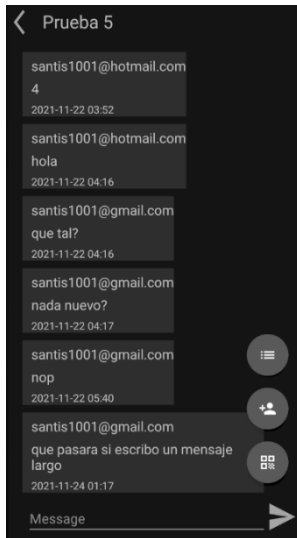 Prueba 5
santis1001@hotmail.com
4
2021-11-22 03:52
santis1001@hotmail.com
hola
2021-11-22 04:16
santis1001@gmail.com
que tal?
2021-11-22 04:16
santis1001@gmail.com
nada nuevo?
2021-11-22 04:17
santis1001@gmail.com
nop
2021-11-22 05:40
santis1001@gmail.com
que pasara si escribo un mensaje
largo
2021-11-24 01:17
Message